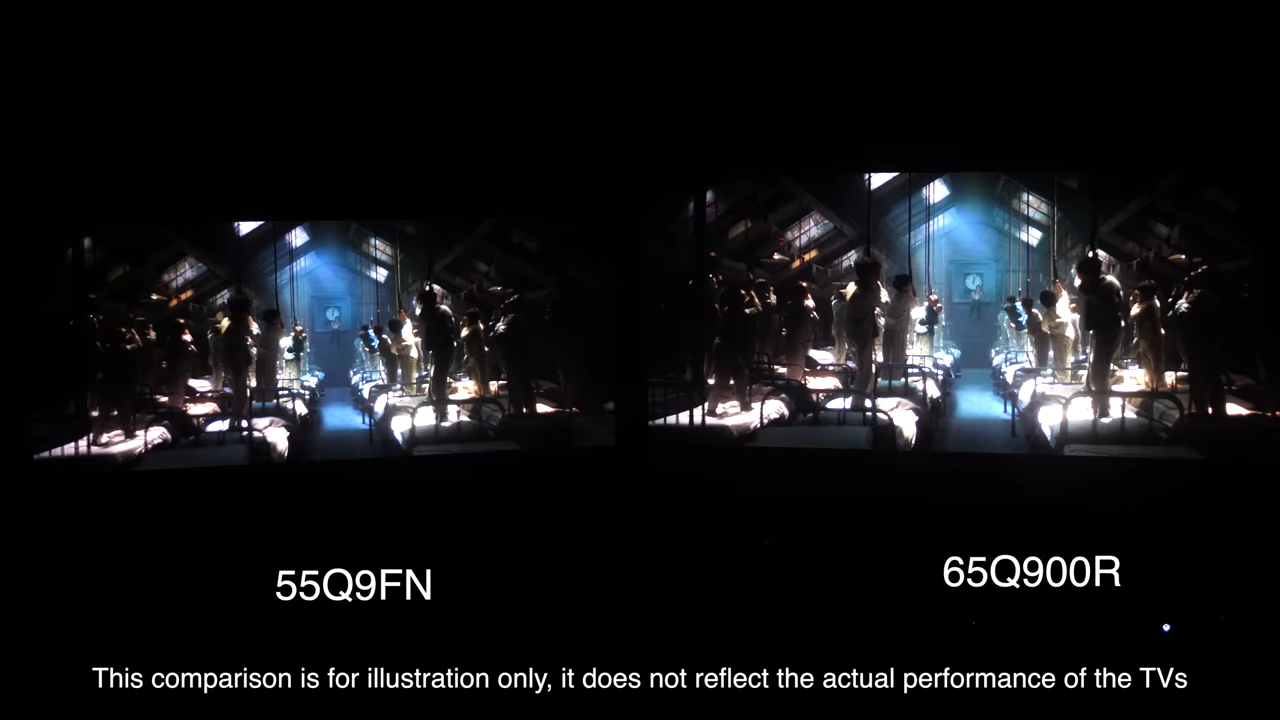 55Q9FN
65Q900R
This comparison is for illustration only, it does not reflect the actual performance of the TVs